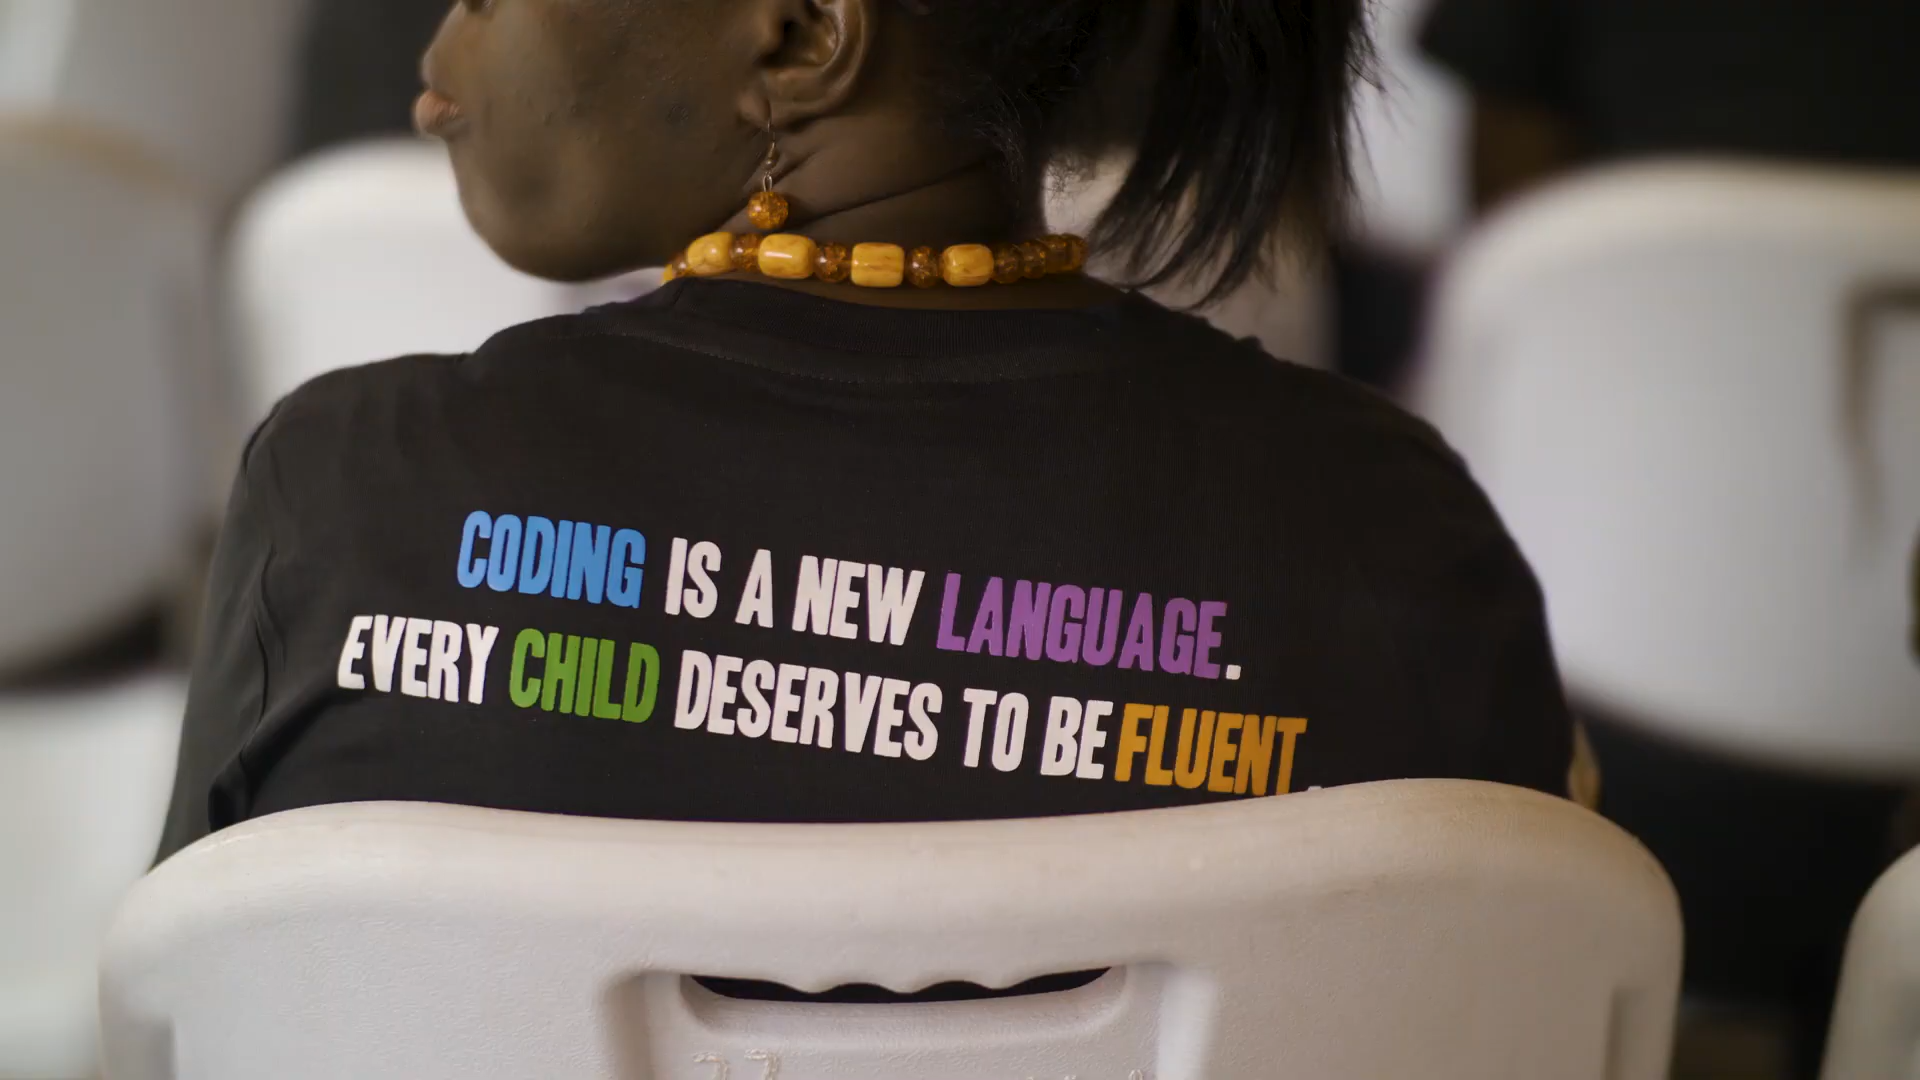 CODING IS A NEW LANGUAGE.
EVERY CHILD DESERVES TO BE FLUENT.